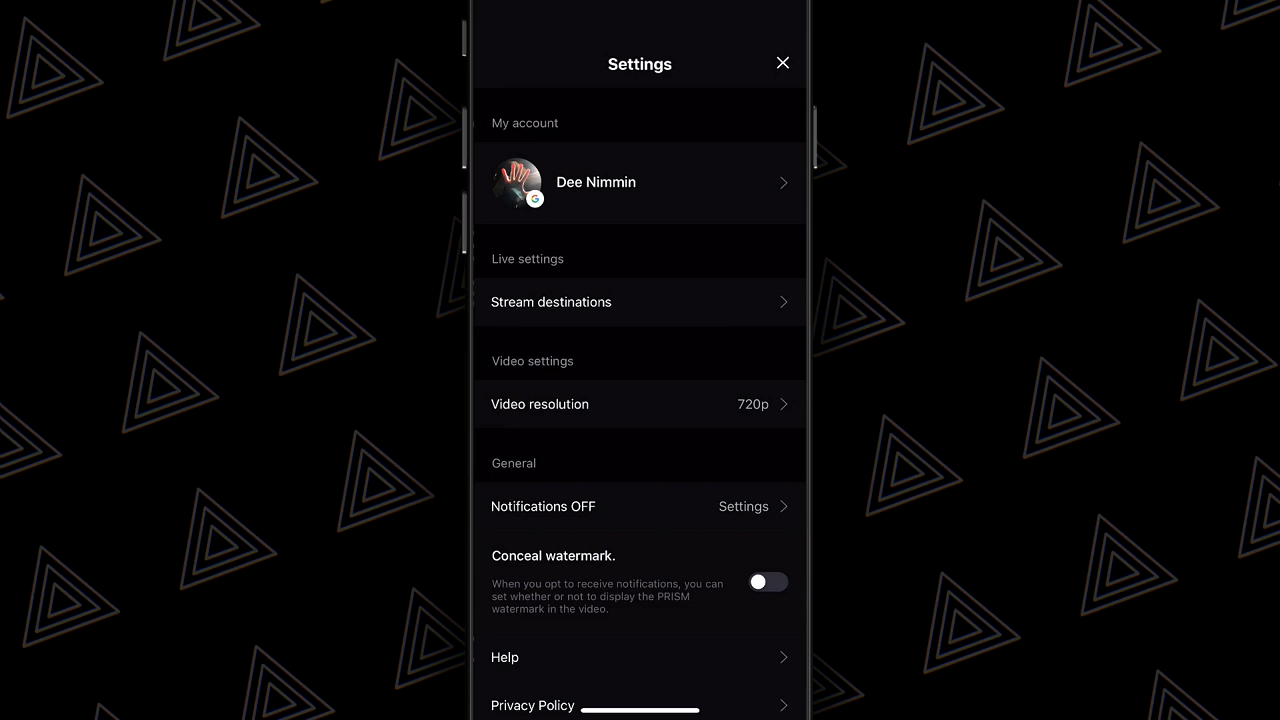 Settings
My account
Dee Nimmin
Live settings
Stream destinations
Video settings
Video resolution 720p
General
Notifications OFF Settings
Conceal watermark.
When you opt to receive notifications, you can
set whether or not to display the PRISM
watermark in the video.
Help
Privacy Policy